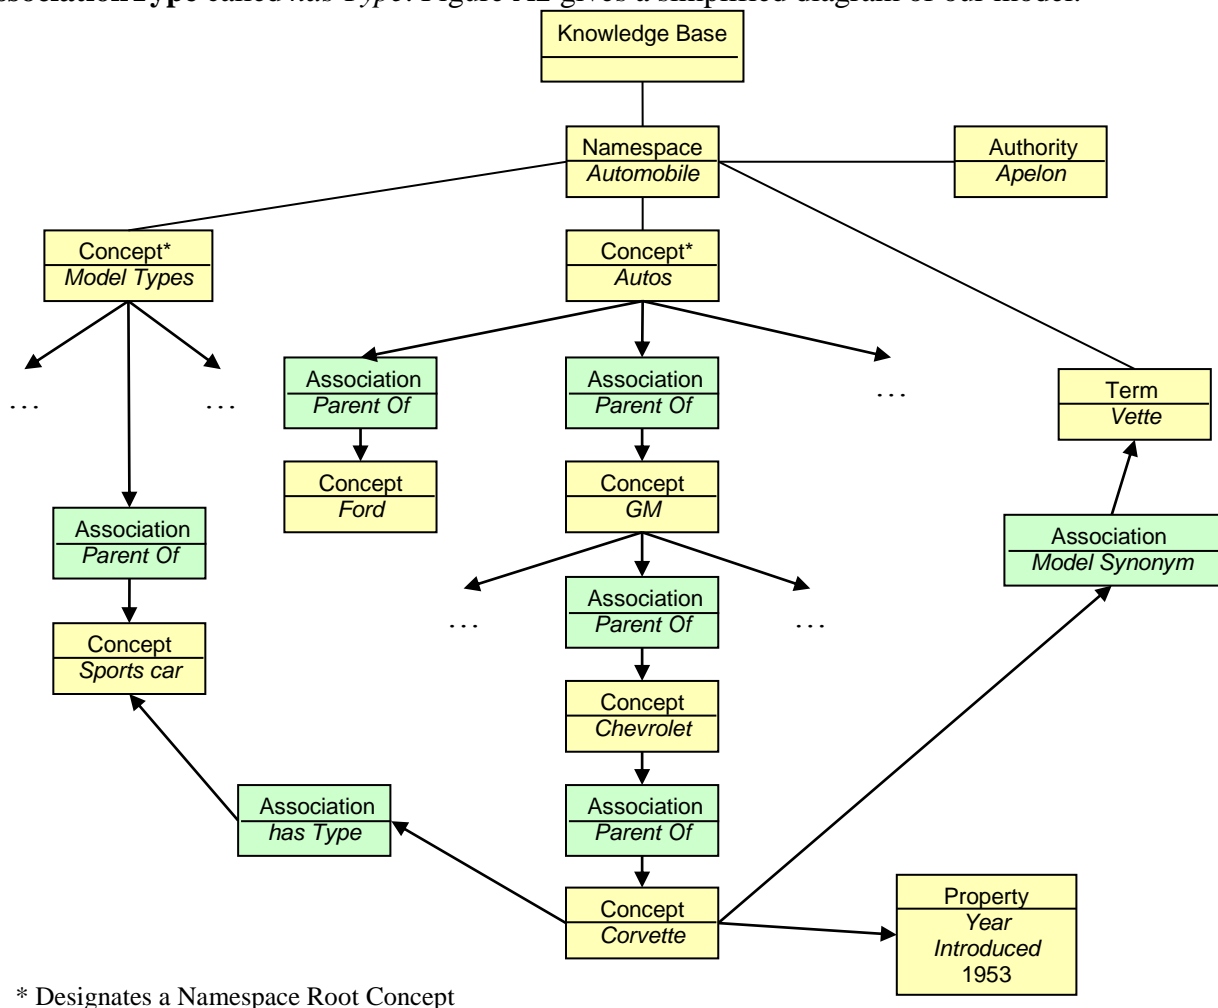 ssociationType called has Type. Figure A2 gives a simplified diagram of our model.
Knowledge Base
Namespace
Automobile
Authority
Apelon
Concept*
Model Types
Concept*
Autos
Association
Parent Of
Association
Parent Of
...
Term
Vette
...
...
Concept
Ford
Concept
GM
Association
Parent Of
Association
Model Synonym
Association
Parent Of
...
...
Concept
Sports car
Concept
Chevrolet
Association
has Type
Association
Parent Of
Concept
Corvette
Property
Year
Introduced
1953
* Designates a Namespace Root Concept